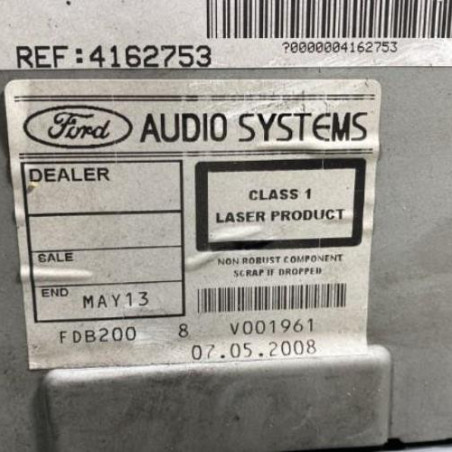 REF:4162753
?0000004162753
Ford AUDIO SYSTEMS
DEALER
CLASS 1
LASER PRODUCT
SALE
NON ROBUST COMPONENT
SCRAP IF DROPPED
END MAY13
FDB200 8 V001961
07.05.2008